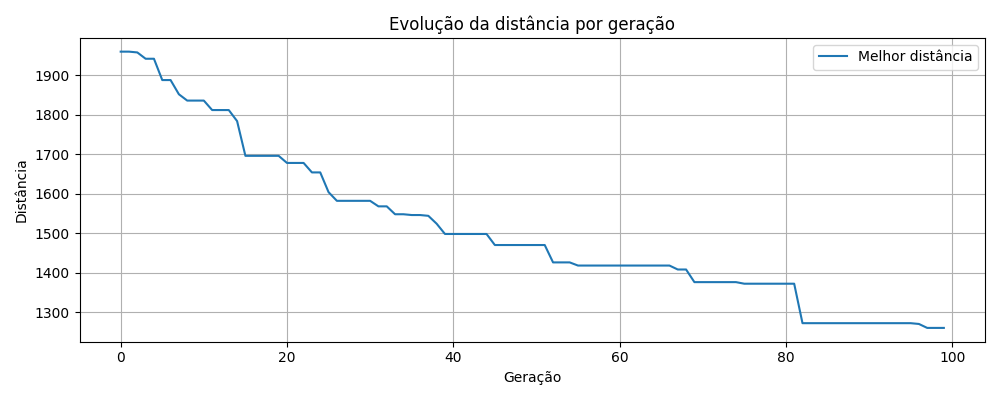 Evolução da distância por geração
Melhor distância
Distância
1900
1800
1700
1600
1500
1400
1300
0 20 40 60 80 100
Geração